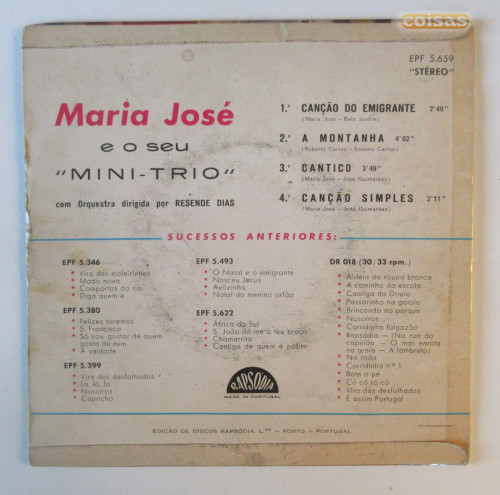 coisas
EPF 5.659
"STÉREO"
Maria José
e o seu
"MINI-TRIO"
com Orquestra dirigida por RESENDE DIAS
1.ª CANÇÃO DO EMIGRANTE 2'40"
(Maria José - Belo Jardim)
2.ª A MONTANHA 4'02"
(Roberto Carlos - Erasmo Carlos)
3.ª CANTICO 3'49"
(Maria José - José Guimarães)
4.ª CANÇÃO SIMPLES 2'11"
(Maria José - José Guimarães)
SUCESSOS ANTERIORES:
EPF 5.346
• Vira dos moleirinhos
• Moda nova
• Comportas do rio
• Diga quem é
EPF 5.380
• Felizes seremos
• S. Francisco
• Só vou gostar de quem
gosta de mim
• A vaidade
EPF 5.399
• Vira das desfolhadas
• La, la, la
• Nosotros
• Capricho
EPF 5.493
• O Natal e o emigrante
• Nasceu Jesus
• Avózinha
• Natal do menino orfão
EPF 5.622
• África do Sul
• S. João dá-me o teu braço
• Chamarrita
• Cantiga de quem é pobre
RAPSÓDIA
MADE IN PORTUGAL
DR 018 (30/33 rpm.)
• Aldeia da roupa branca
• A caminho da escola
• Cantiga do Douro
• Passarinho na gaiola
• Brincando no parque
• Nosotros
• Corridinho folgazão
• Rapsódia - (Na rua do
capelão - O mar enrola
na areia - A lambreta)
• Na roda
• Corridinho n.º 1
• Bate o pé
• Có có ró có
• Vira das desfolhadas
• É assim Portugal
EDIÇÃO DE DISCOS RAPSÓDIA, L.da - PORTO - PORTUGAL